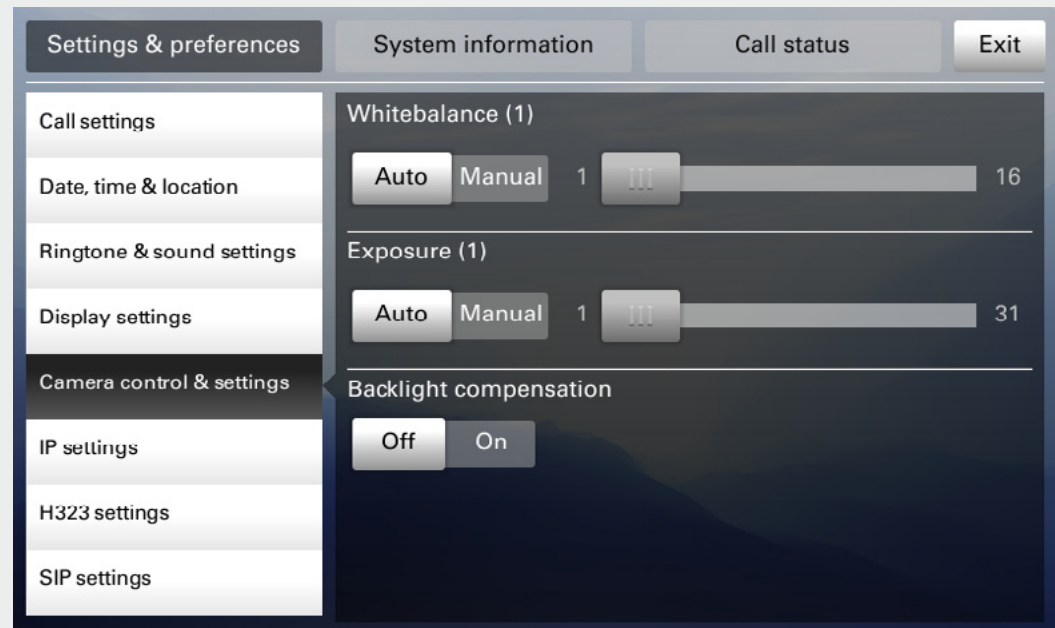 Settings & preferences System information Call status Exit
Call settings
Date, time & location
Ringtone & sound settings
Display settings
Camera control & settings
IP settings
H323 settings
SIP settings
Whitebalance (1)
Auto Manual 1 16
Exposure (1)
Auto Manual 1 31
Backlight compensation
Off On